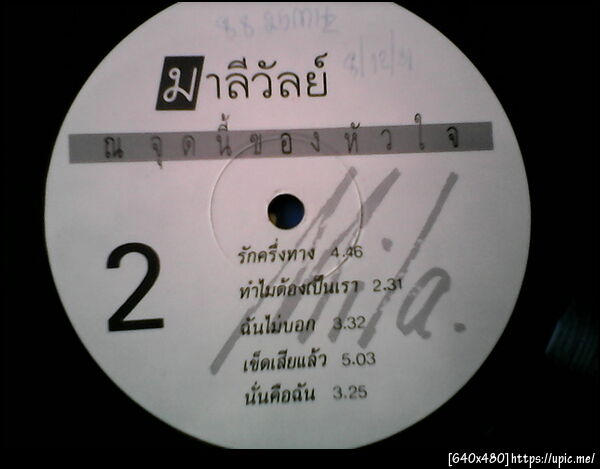 มาลีวัลย์
ณ จุดนี้ของหัวใจ
2
Mila.
รักครึ่งทาง 4.46
ทำไมต้องเป็นเรา 2.31
ฉันไม่บอก 3.32
เข็ดเสียแล้ว 5.03
นั่นคือฉัน 3.25
[640x480]https://upic.me/